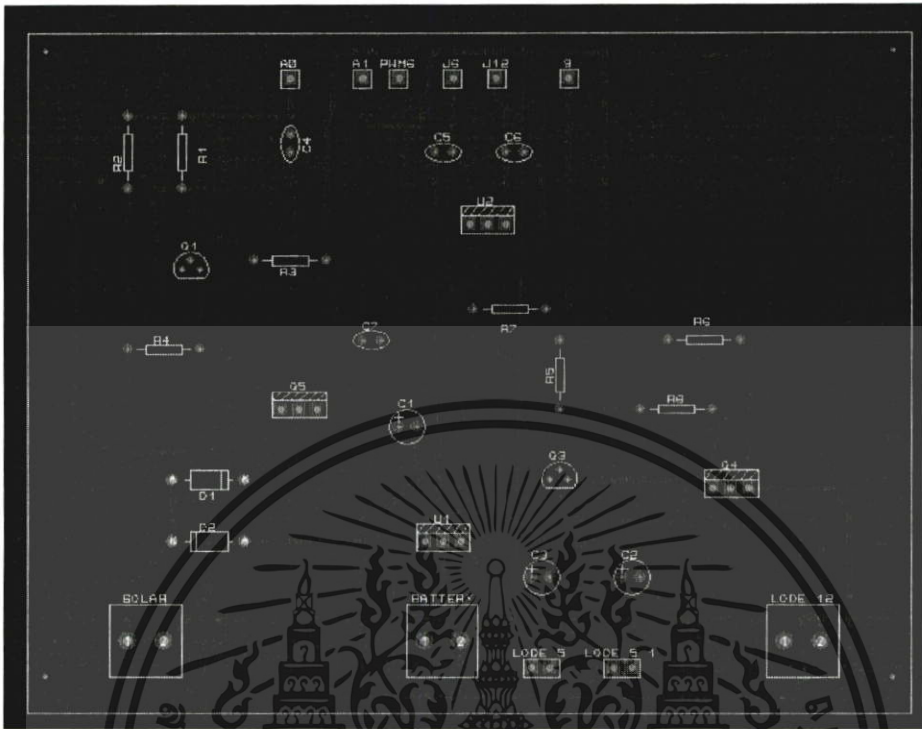 A0 A1 PWM6 J6 J12 9
R2 R1 C4 C5 C6
U2
Q1 R3
R7 R6
R4 C7
R5
Q5 C1 R8
Q3 Q4
D1
D2 U1
C3 C2
SOLAR BATTERY LODE 12
1 2 1 2 1 2
LODE 5 LODE 5 1